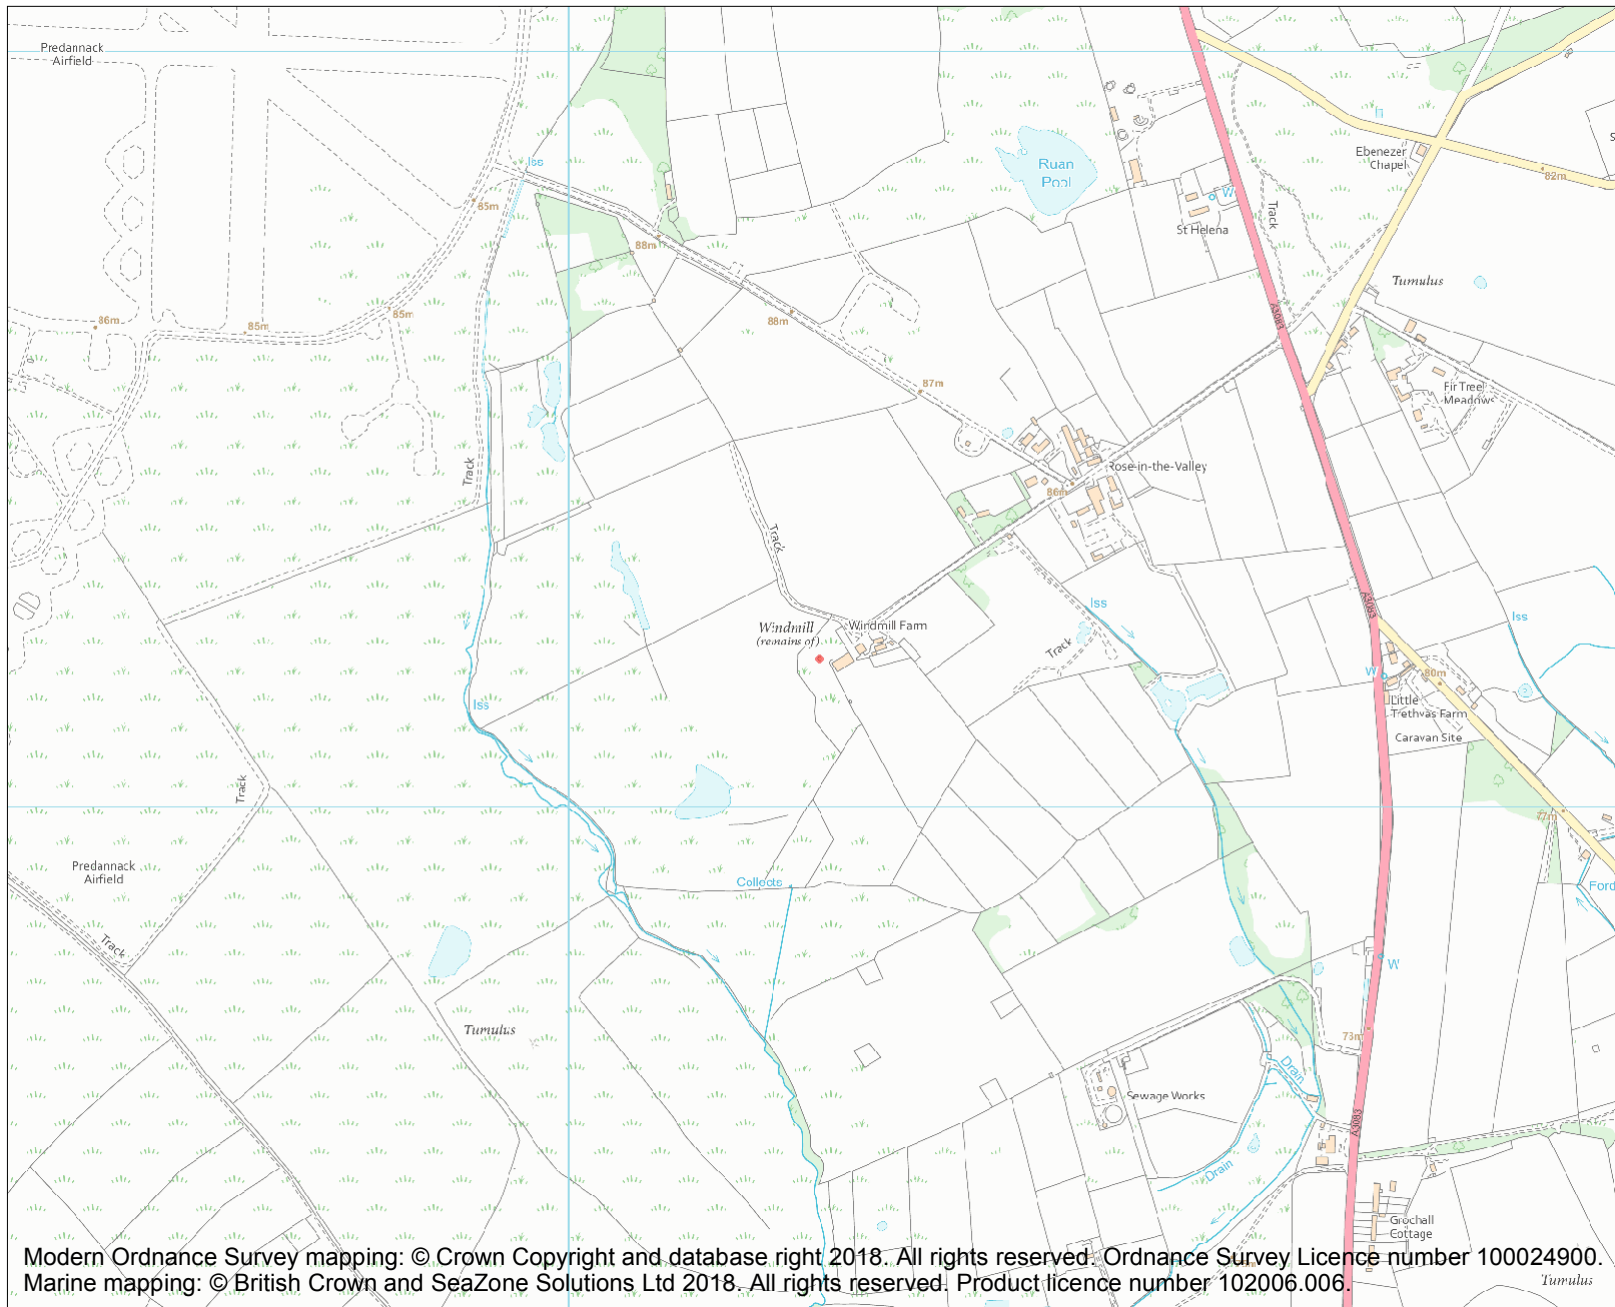 Predannack
Airfield
Iss
Ruan
Pool
Ebenezer
Chapel
82m
W
St Helena
Track
Tumulus
85m
88m
86m
85m
85m
88m
A3083
87m
Fir Tree
Meadows
Track
Rose-in-the-Valley
86m
Track
Iss
A3083
Iss
Windmill
(remains of)
Windmill Farm
Track
W
80m
Little
Trethvas Farm
Caravan Site
Iss
Track
77m
Predannack
Airfield
Collects
Ford
Track
W
Tumulus
73m
Drain
Sewage Works
A3083
Drain
Grochall
Cottage
Modern Ordnance Survey mapping: © Crown Copyright and database right 2018. All rights reserved. Ordnance Survey Licence number 100024900.
Marine mapping: © British Crown and SeaZone Solutions Ltd 2018. All rights reserved. Product licence number 102006.006.
Tumulus